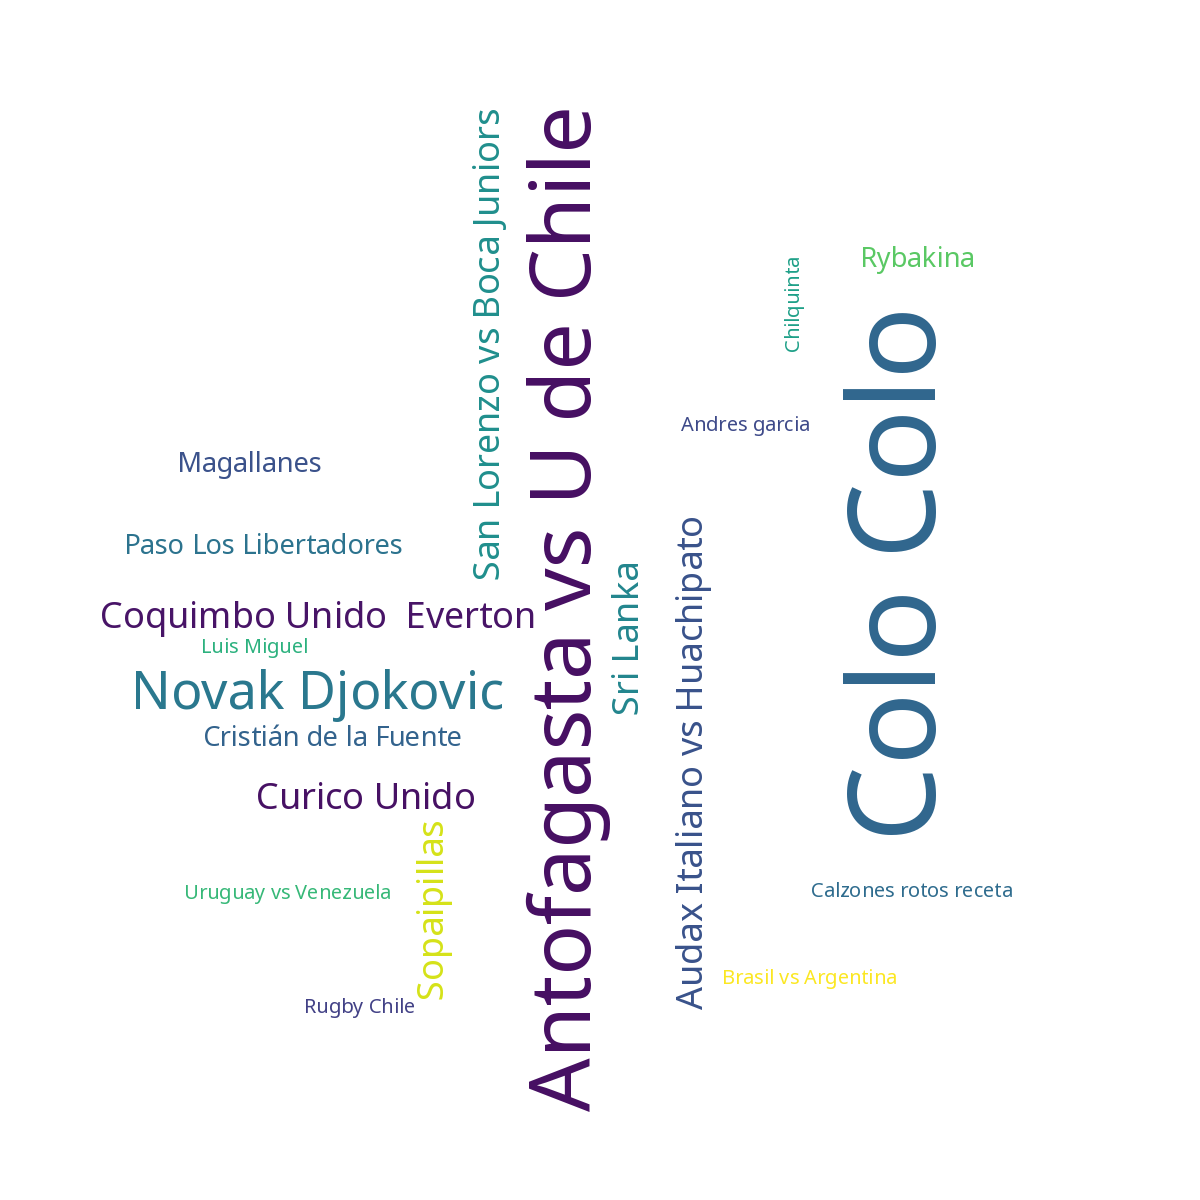 San Lorenzo vs Boca Juniors
Antofagasta vs U de Chile
Rybakina
Chilquinta
Colo Colo
Andres garcia
Magallanes
Audax Italiano vs Huachipato
Paso Los Libertadores
Sri Lanka
Coquimbo Unido  Everton
Luis Miguel
Novak Djokovic
Cristián de la Fuente
Curico Unido
Sopaipillas
Uruguay vs Venezuela
Calzones rotos receta
Brasil vs Argentina
Rugby Chile